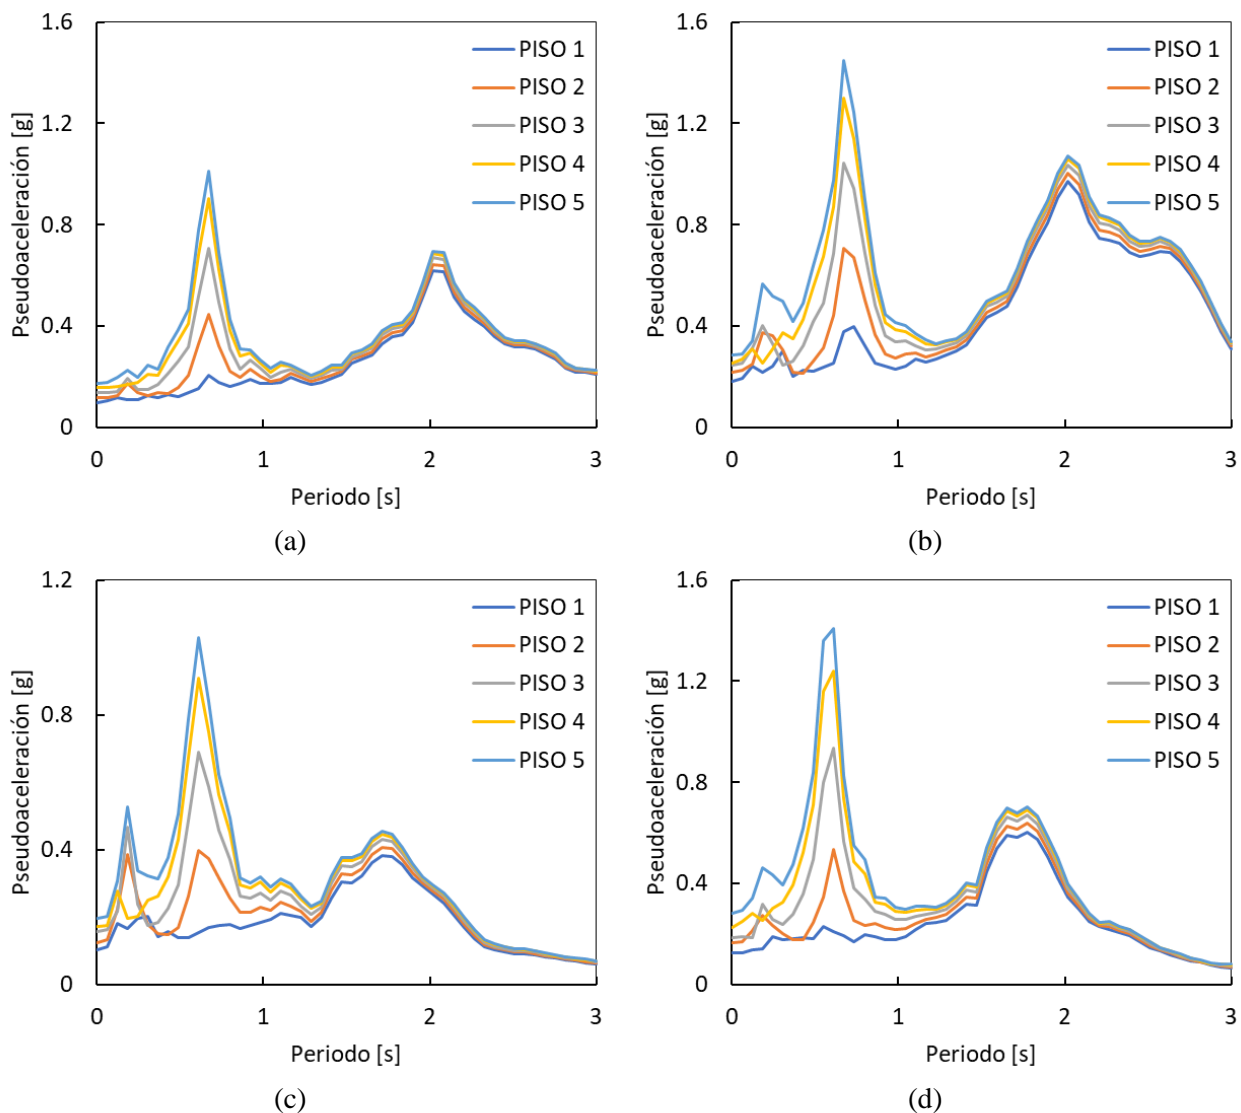 1.6
1.2
0.8
0.4
0
Pseudoaceleración [g]
PISO 1
PISO 2
PISO 3
PISO 4
PISO 5
0 1 2 3
Periodo [s]
(a)
1.6
1.2
0.8
0.4
0
Pseudoaceleración [g]
PISO 1
PISO 2
PISO 3
PISO 4
PISO 5
0 1 2 3
Periodo [s]
(b)
1.2
0.8
0.4
0
Pseudoaceleración [g]
PISO 1
PISO 2
PISO 3
PISO 4
PISO 5
0 1 2 3
Periodo [s]
(c)
1.6
1.2
0.8
0.4
0
Pseudoaceleración [g]
PISO 1
PISO 2
PISO 3
PISO 4
PISO 5
0 1 2 3
Periodo [s]
(d)